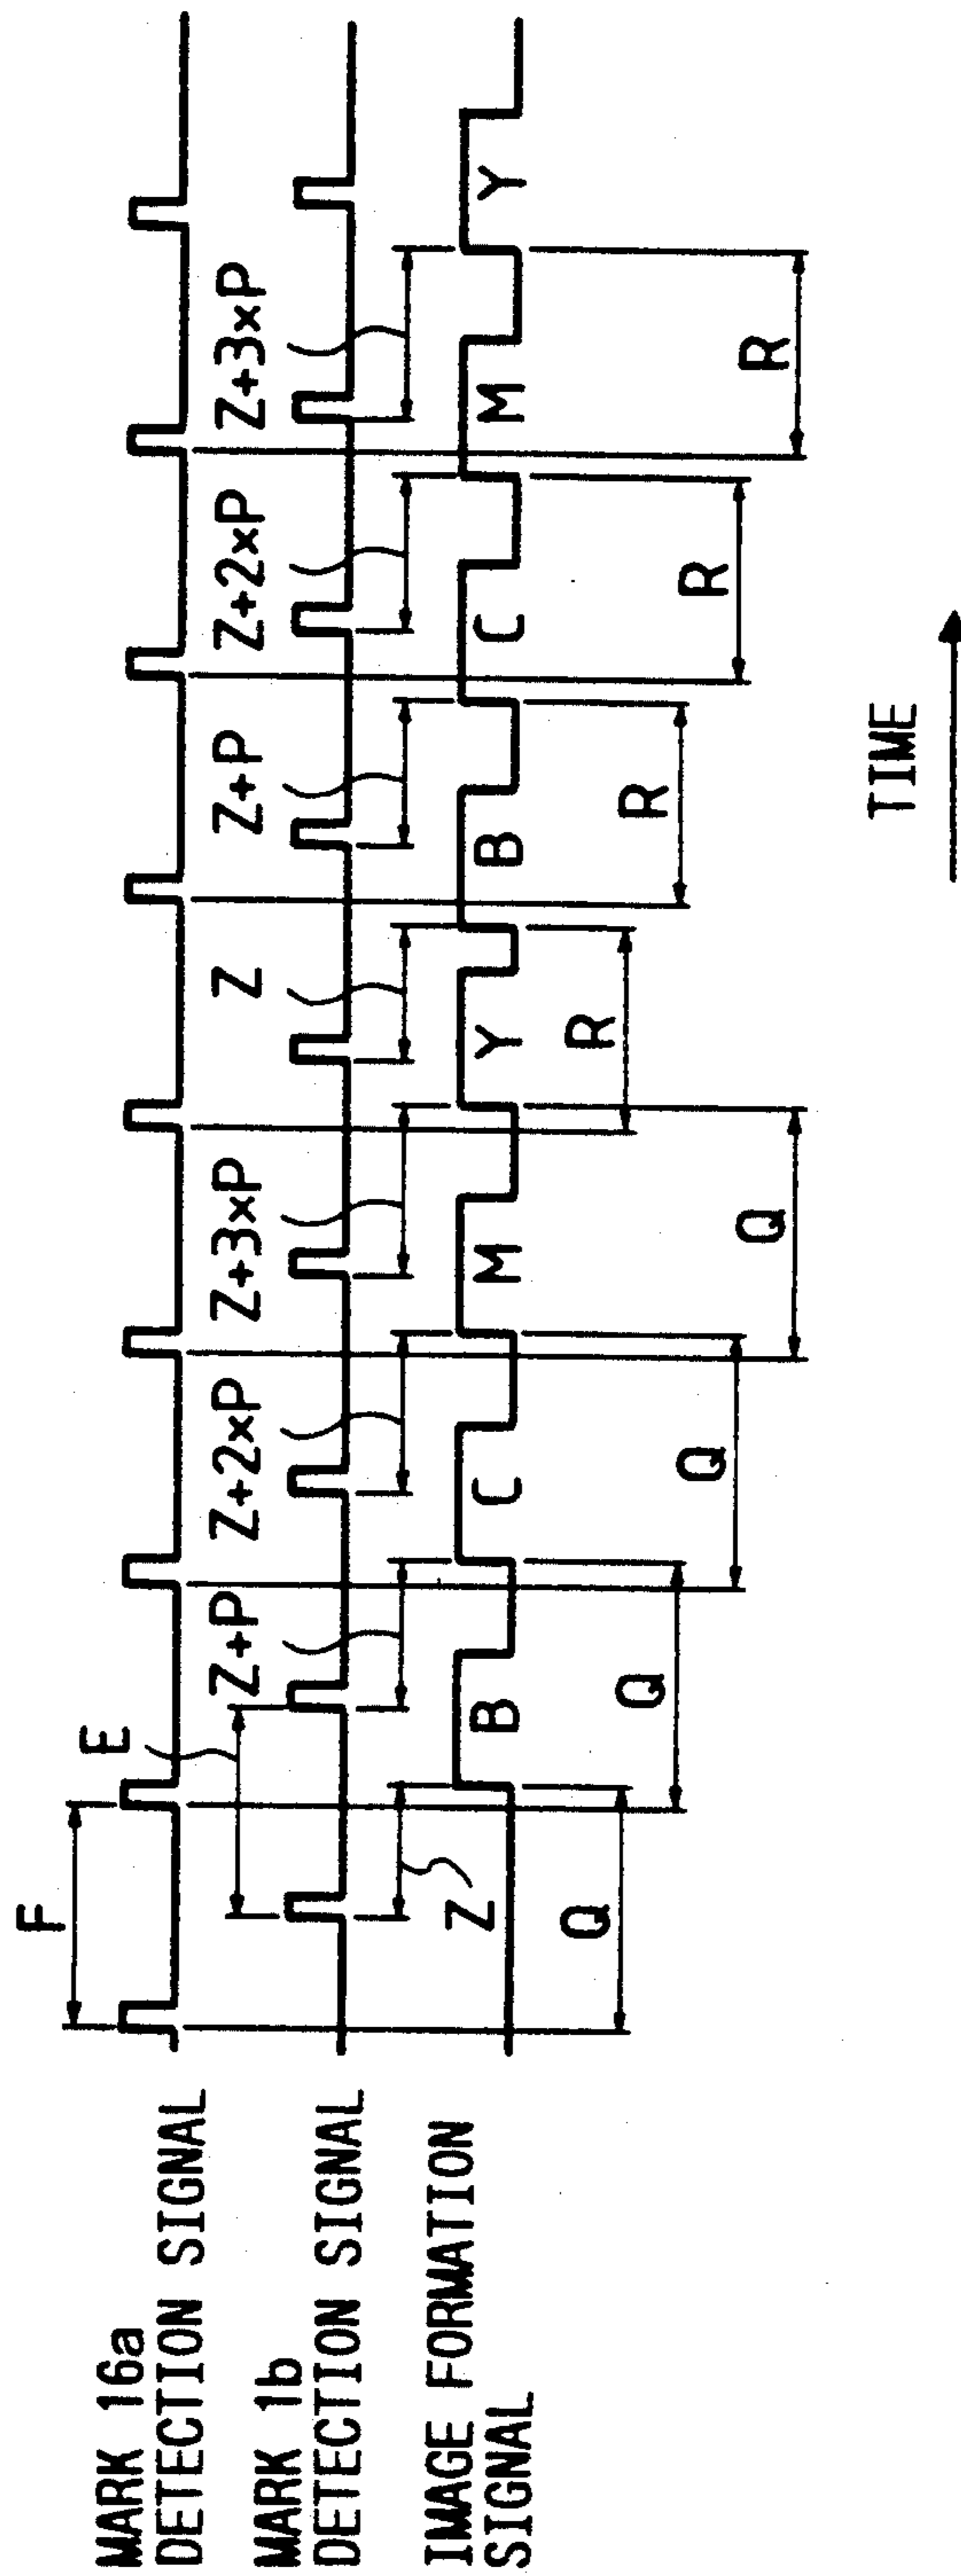 MARK 16a
DETECTION SIGNAL
MARK 1b
DETECTION SIGNAL
IMAGE FORMATION
SIGNAL
F
E
Z+P
Z+2×P
Z+3×P
Z
Z+P
Z+2×P
Z+3×P
Z
B
C
M
Y
B
C
M
Y
Q
Q
Q
Q
R
R
R
R
TIME